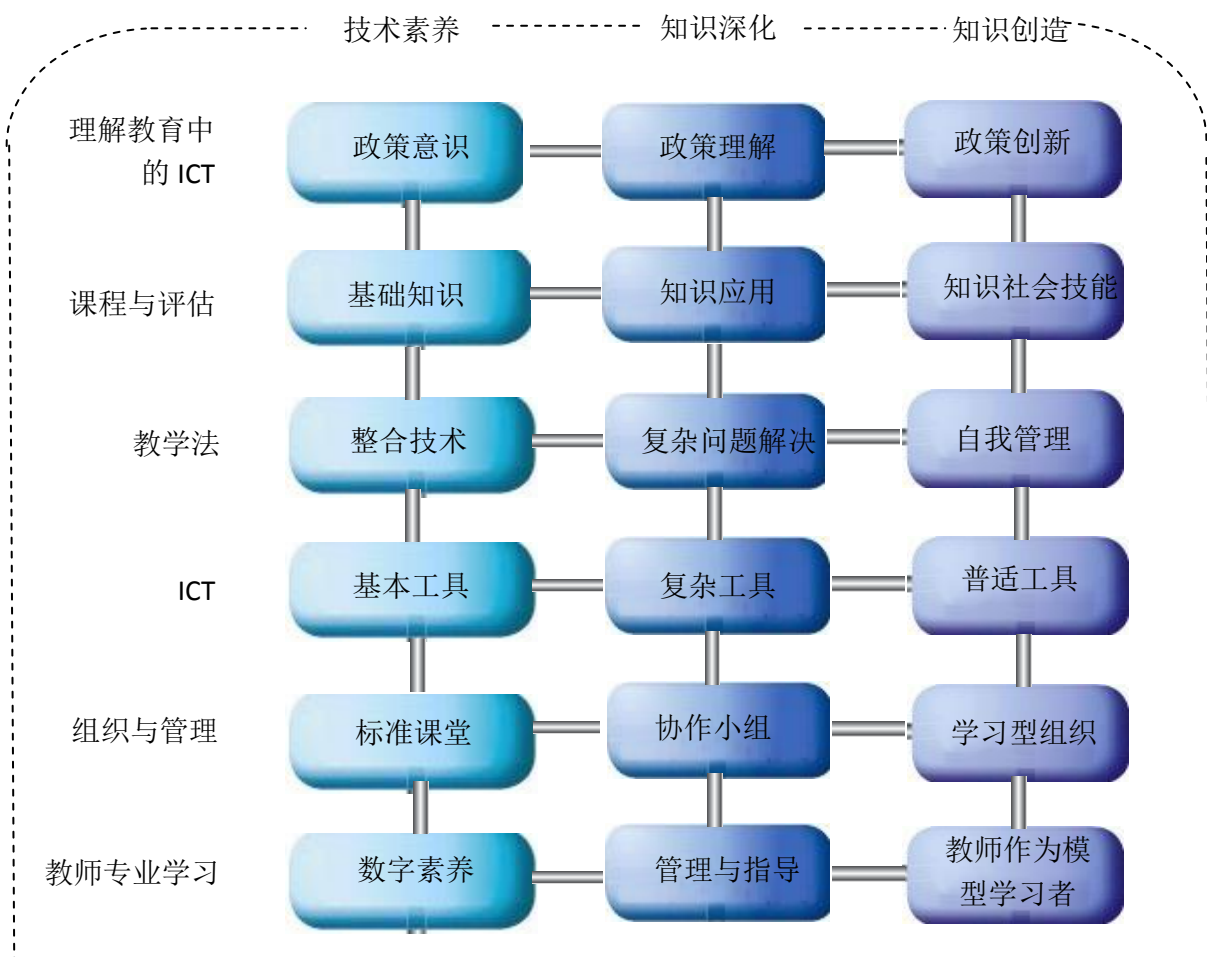 技术素养 知识深化 知识创造
理解教育中
的 ICT
政策意识 政策理解 政策创新
课程与评估 基础知识 知识应用 知识社会技能
教学法 整合技术 复杂问题解决 自我管理
ICT 基本工具 复杂工具 普适工具
组织与管理 标准课堂 协作小组 学习型组织
教师专业学习 数字素养 管理与指导
教师作为模
型学习者